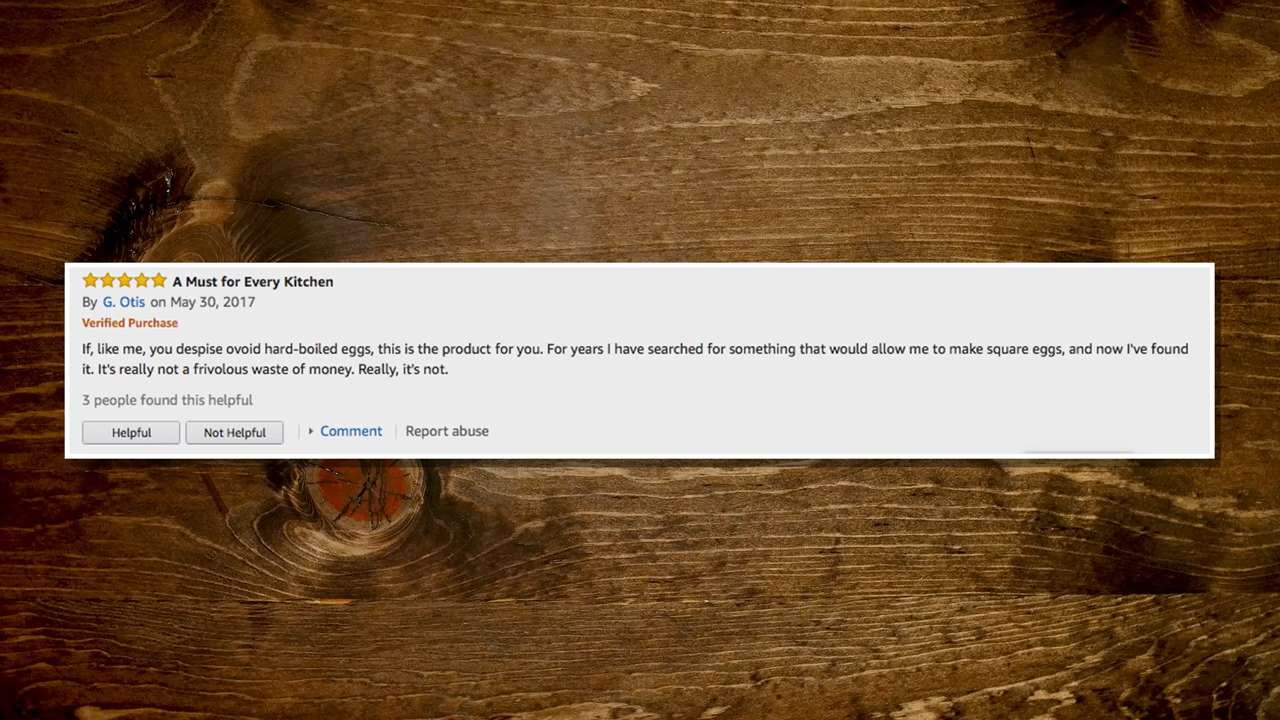 A Must for Every Kitchen
By G. Otis on May 30, 2017
Verified Purchase
If, like me, you despise ovoid hard-boiled eggs, this is the product for you. For years I have searched for something that would allow me to make square eggs, and now I've found
it. It's really not a frivolous waste of money. Really, it's not.
3 people found this helpful
Helpful Not Helpful Comment Report abuse